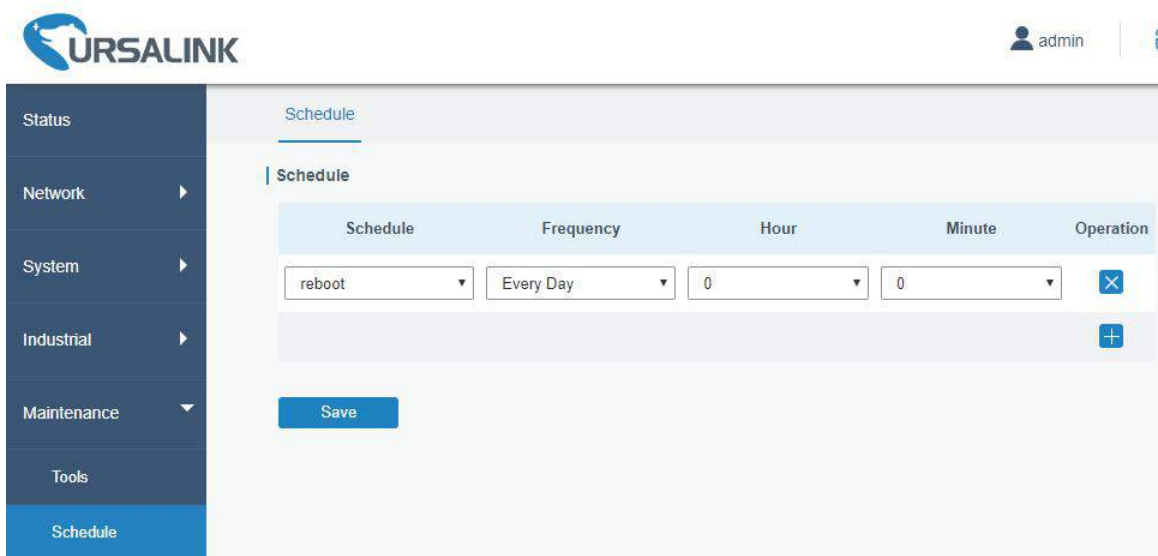 URSALINK
admin
Status
Network
System
Industrial
Maintenance
Tools
Schedule
Schedule
Schedule
Schedule Frequency Hour Minute Operation
reboot Every Day 0 0
Save